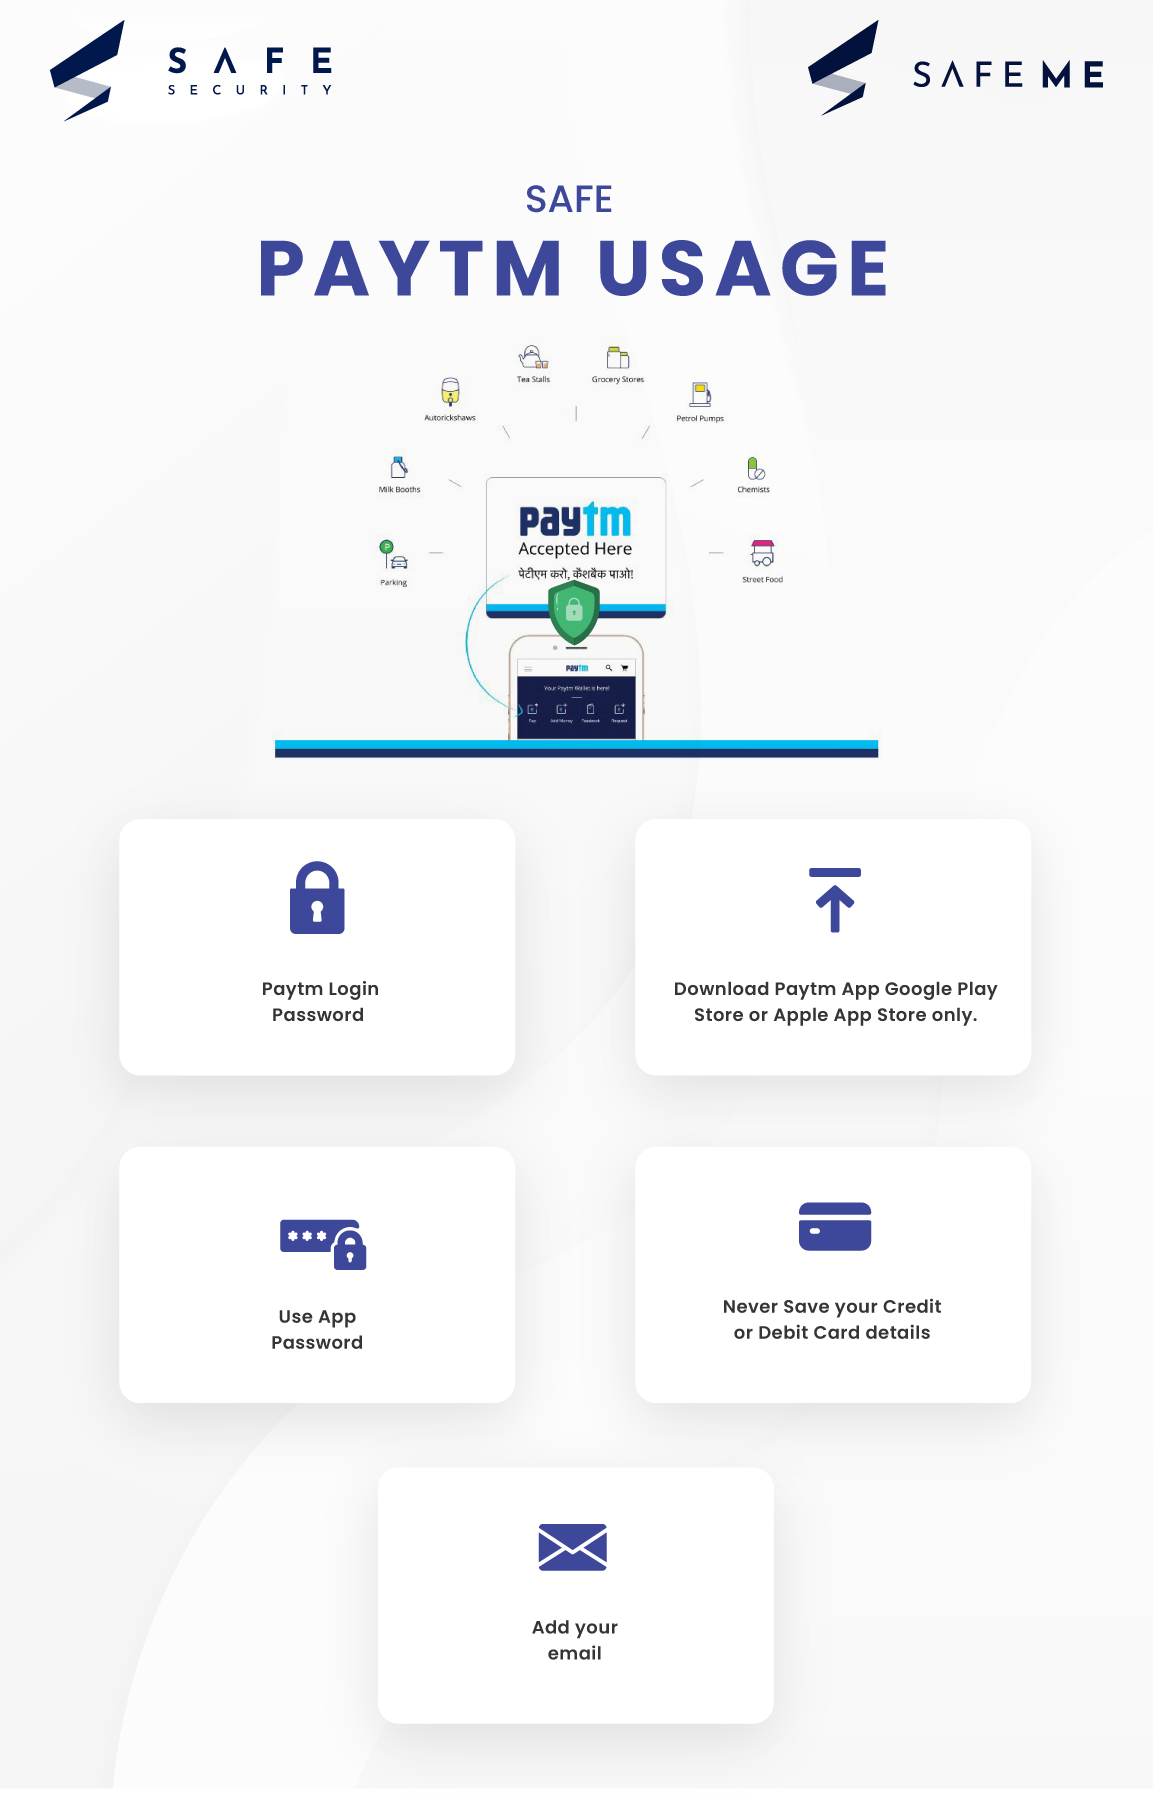 SAFE
SECURITY
SAFE ME
SAFE
PAYTM USAGE
Tea Stalls
Grocery Stores
Autorickshaws
Petrol Pumps
Milk Booths
Chemists
Parking
Street Food
P
paytm
Accepted Here
पेटीएम करो, कैशबैक पाओ!
paytm
Your Paytm Wallet is here!
Pay
Add Money
Passbook
Request
Paytm Login
Password
Download Paytm App Google Play
Store or Apple App Store only.
Use App
Password
Never Save your Credit
or Debit Card details
Add your
email